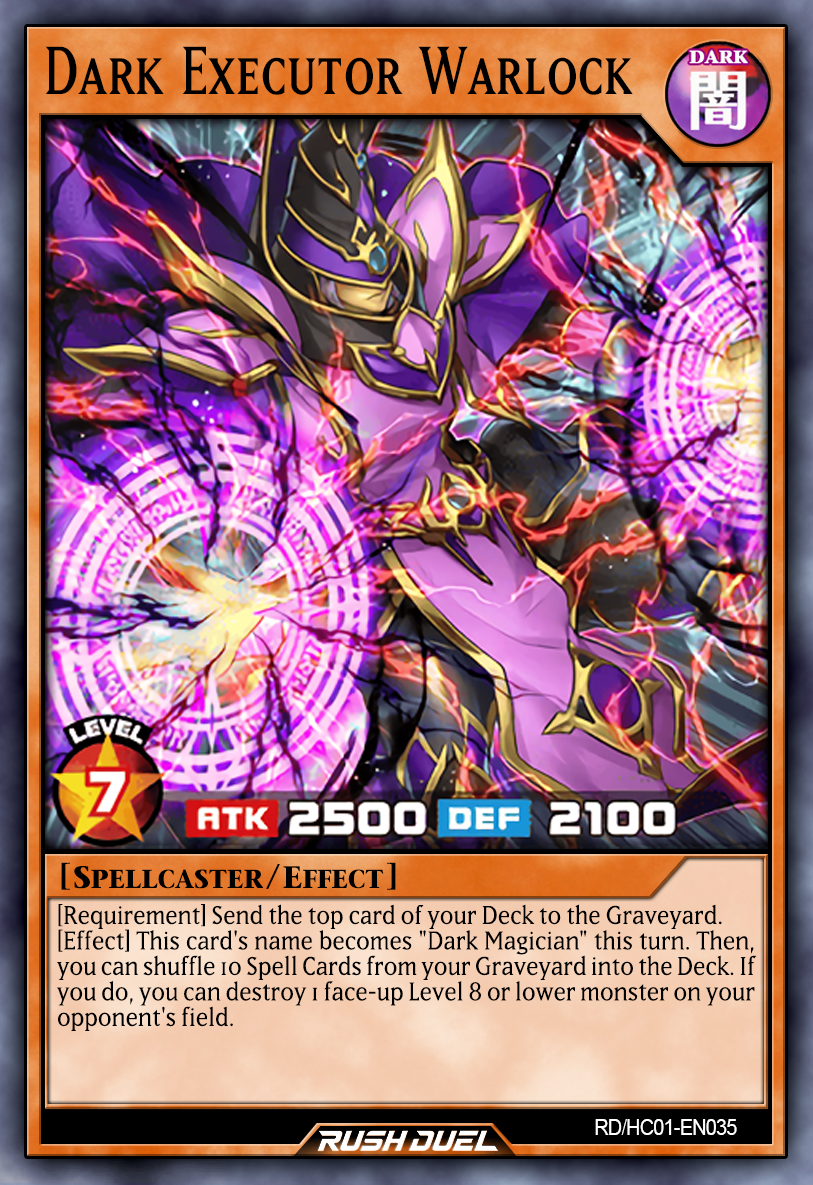 Dark Executor Warlock
DARK
闇
LEVEL
7
ATK 2500 DEF 2100
[Spellcaster/Effect]
[Requirement] Send the top card of your Deck to the Graveyard.
[Effect] This card's name becomes "Dark Magician" this turn. Then,
you can shuffle 10 Spell Cards from your Graveyard into the Deck. If
you do, you can destroy 1 face-up Level 8 or lower monster on your
opponent's field.
RD/HC01-EN035
RUSH DUEL